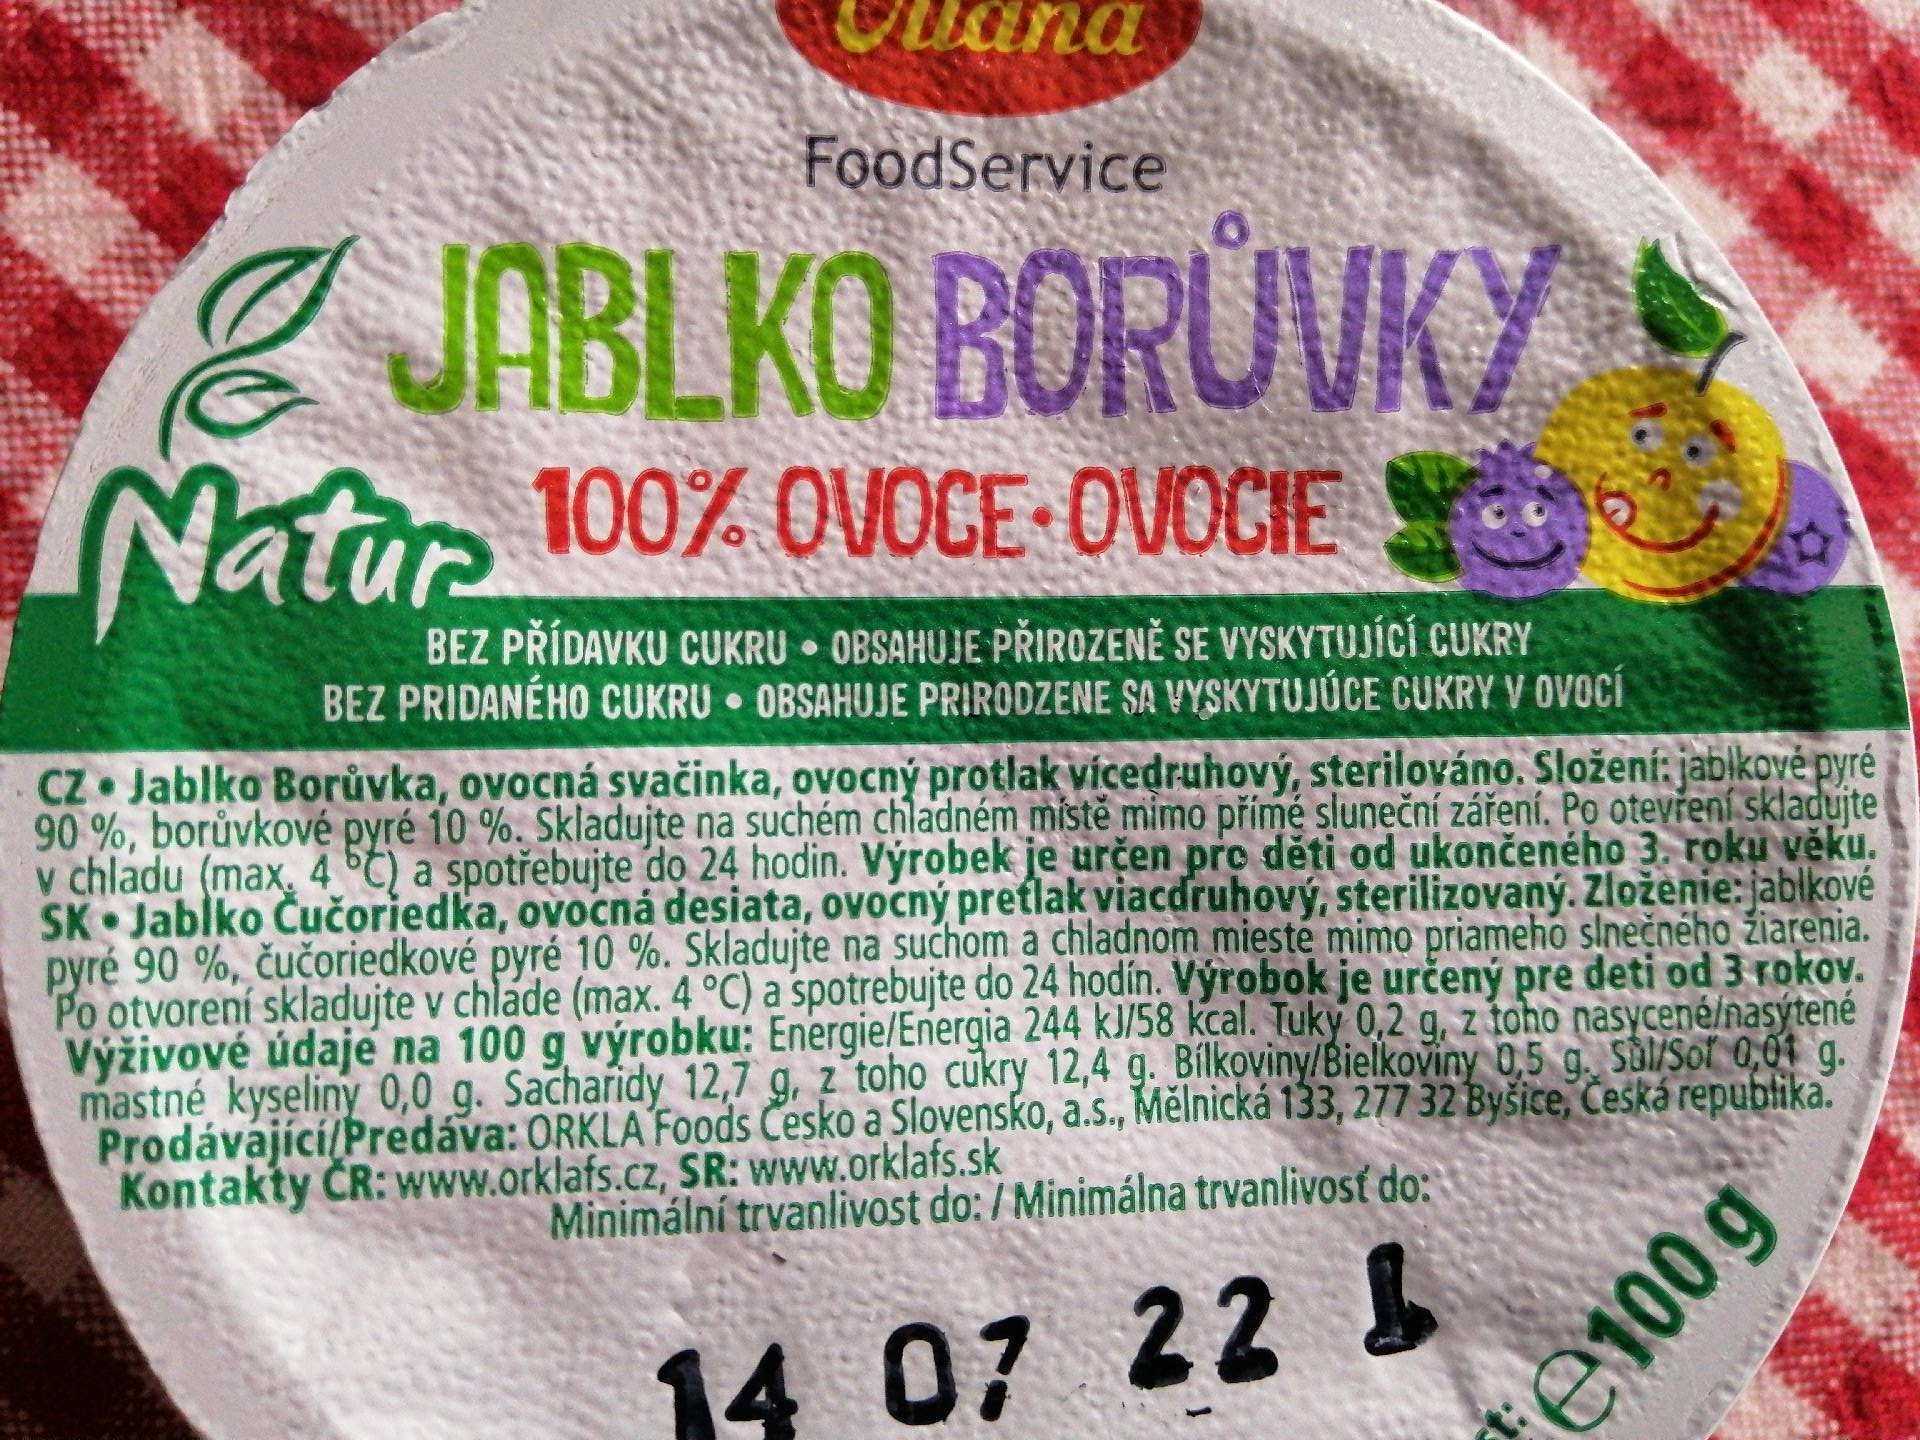 Vitana
FoodService
JABLKO BORŮVKY
Natur
100% OVOCE • OVOCIE
BEZ PŘÍDAVKU CUKRU • OBSAHUJE PŘIROZENĚ SE VYSKYTUJÍCÍ CUKRY
BEZ PRIDANÉHO CUKRU • OBSAHUJE PRIRODZENE SA VYSKYTUJÚCE CUKRY V OVOCÍ
CZ • Jablko Borůvka, ovocná svačinka, ovocný protlak vícedruhový, sterilováno. Složení: jablkové pyré
90 %, borůvkové pyré 10 %. Skladujte na suchém chladném místě mimo přímé sluneční záření. Po otevření skladujte
v chladu (max. 4 °C) a spotřebujte do 24 hodin. Výrobek je určen pro děti od ukončeného 3. roku věku.
SK • Jablko Čučoriedka, ovocná desiata, ovocný pretlak viacdruhový, sterilizovaný. Zloženie: jablkové
pyré 90 %, čučoriedkové pyré 10 %. Skladujte na suchom a chladnom mieste mimo priameho slnečného žiarenia.
Po otvorení skladujte v chlade (max. 4 °C) a spotrebujte do 24 hodín. Výrobok je určený pre deti od 3 rokov.
Výživové údaje na 100 g výrobku: Energie/Energia 244 kJ/58 kcal. Tuky 0,2 g, z toho nasycené/nasýtené
mastné kyseliny 0,0 g. Sacharidy 12,7 g, z toho cukry 12,4 g. Bílkoviny/Bielkoviny 0,5 g. Sůl/Soľ 0,01 g.
Prodávající/Predáva: ORKLA Foods Česko a Slovensko, a.s., Mělnická 133, 277 32 Byšice, Česká republika.
Kontakty ČR: www.orklafs.cz, SR: www.orklafs.sk
Minimální trvanlivost do: / Minimálna trvanlivosť do:
14 07 22 1
e 100 g